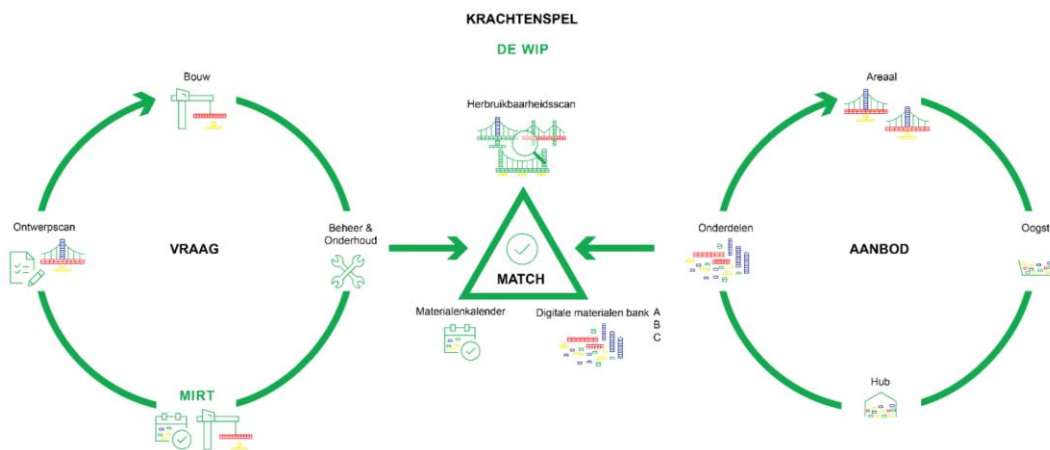 KRACHTENSPEL
DE WIP
Bouw
Areaal
Herbruikbaarheidsscan
Ontwerpscan
VRAAG
Beheer &
Onderhoud
MATCH
Onderdelen
AANBOD
Oogst
Materialenkalender
Digitale materialen bank
A
B
C
MIRT
Hub